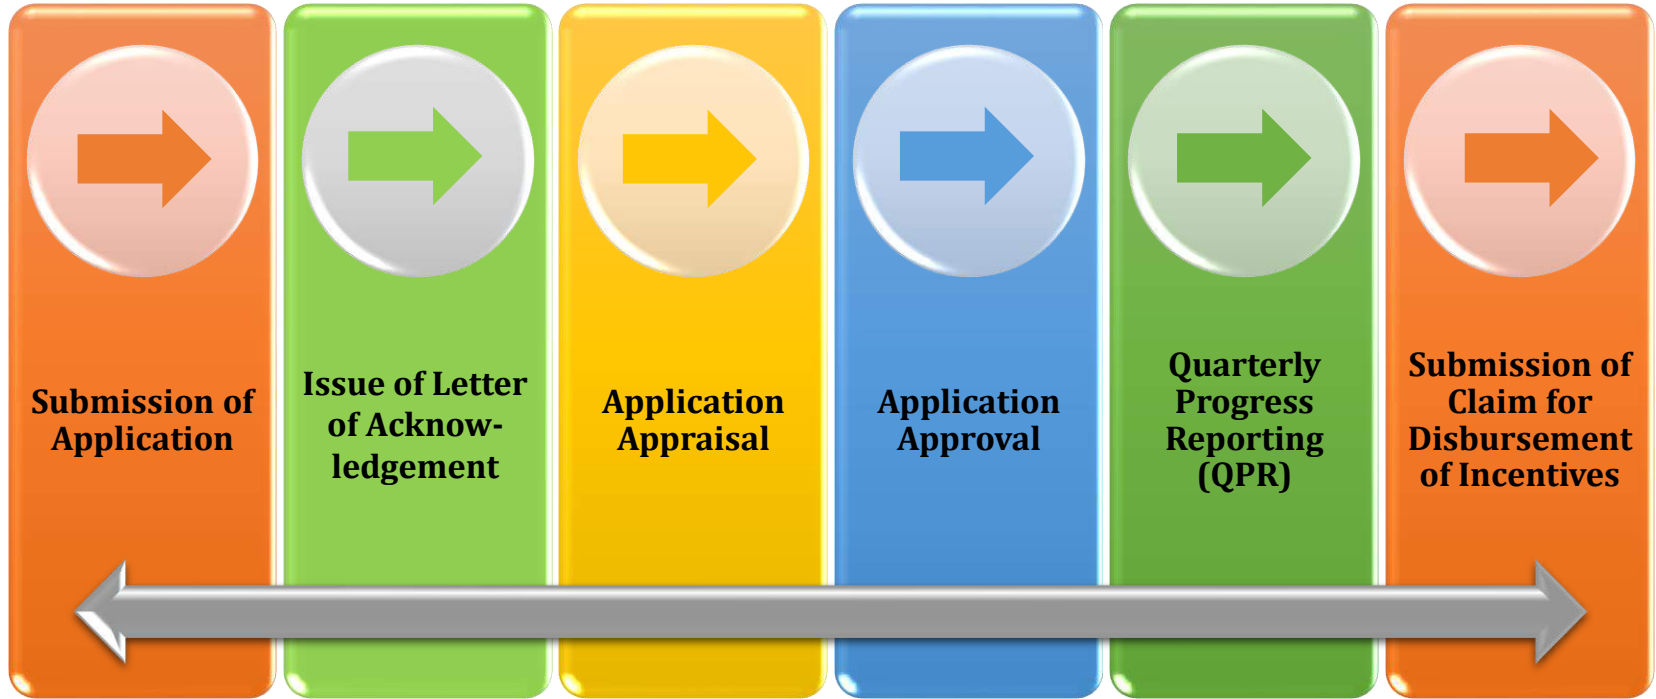 Submission of
Application
Issue of Letter
of Acknow-
ledgement
Application
Appraisal
Application
Approval
Quarterly
Progress
Reporting
(QPR)
Submission of
Claim for
Disbursement
of Incentives